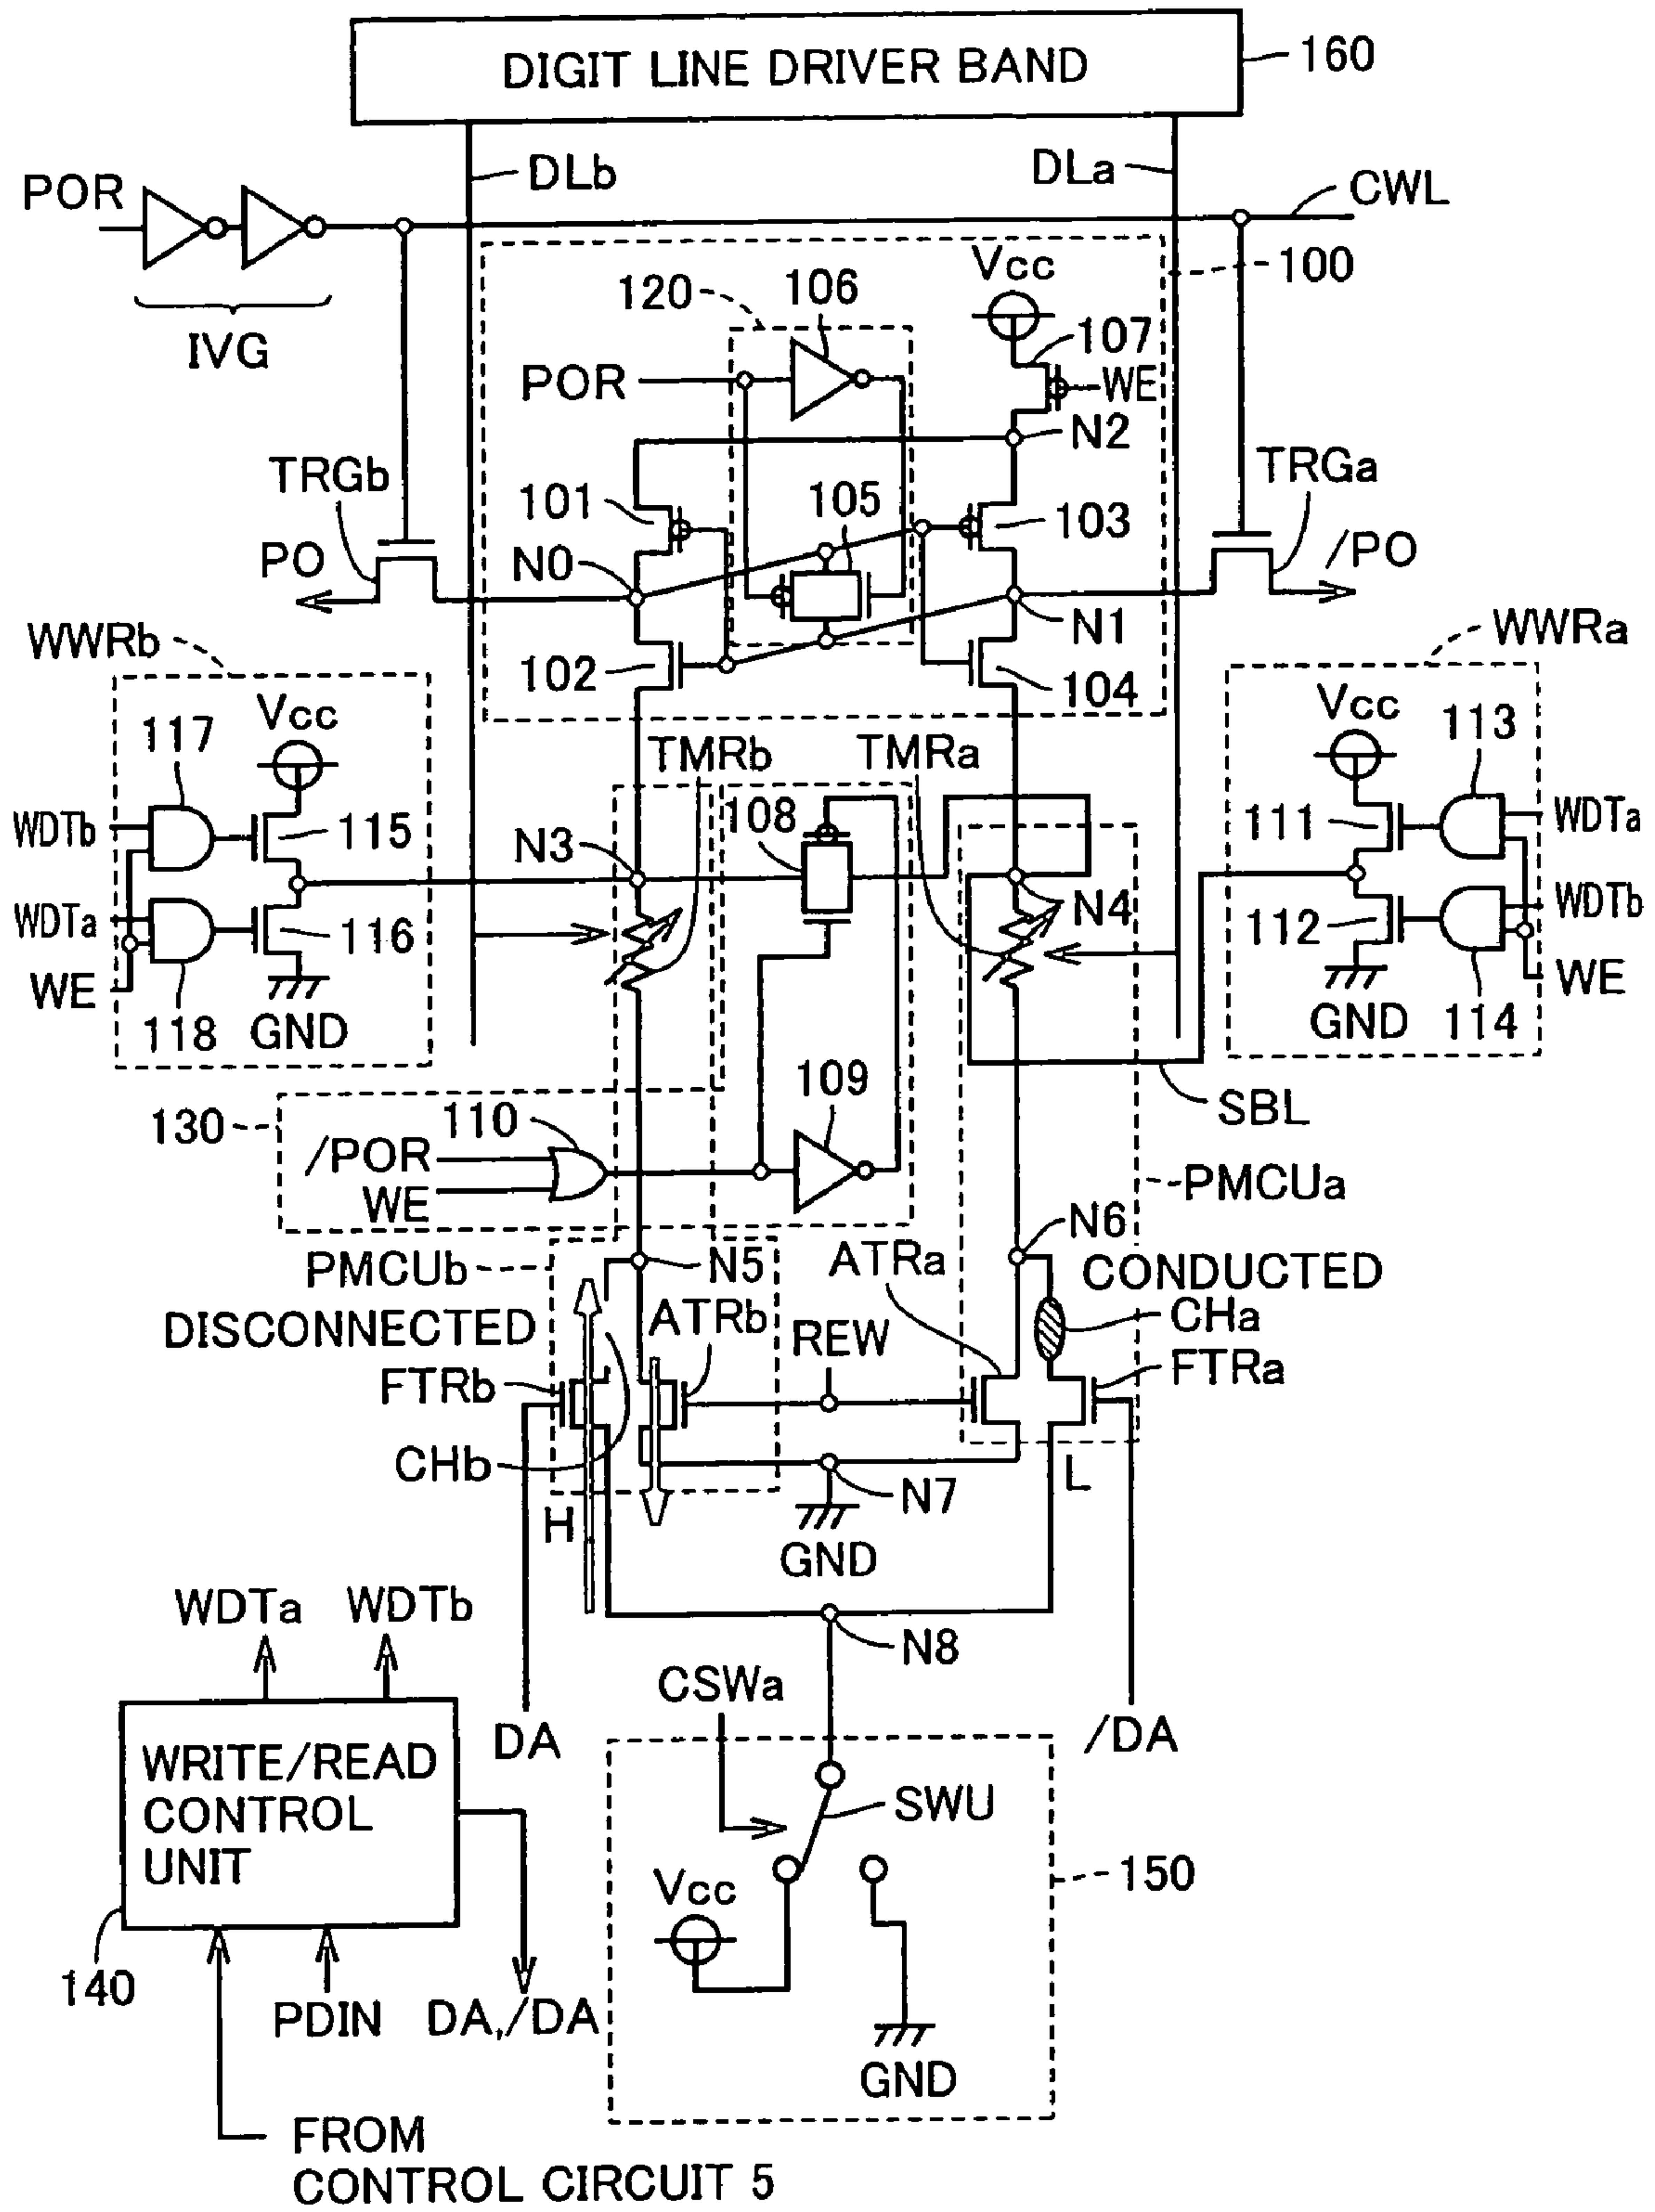 DIGIT LINE DRIVER BAND
160
DLb
DLa
POR
CWL
IVG
Vcc
100
120
106
107
POR
WE
N2
TRGb
TRGa
101
105
103
PO
N0
/PO
N1
WWRb
WWRa
102
104
117
Vcc
Vcc
113
TMRb
TMRa
WDTb
115
108
111
WDTa
N3
N4
WDTa
116
112
WDTb
WE
118
GND
GND
114
WE
109
SBL
130
110
/POR
WE
PMCUa
N6
PMCUb
N5
ATRa
CONDUCTED
DISCONNECTED
ATRb
REW
CHa
FTRb
FTRa
CHb
N7
L
H
GND
WDTa
WDTb
N8
CSWa
DA
/DA
WRITE/READ
CONTROL
UNIT
SWU
Vcc
150
140
PDIN
DA,/DA
GND
FROM
CONTROL CIRCUIT 5